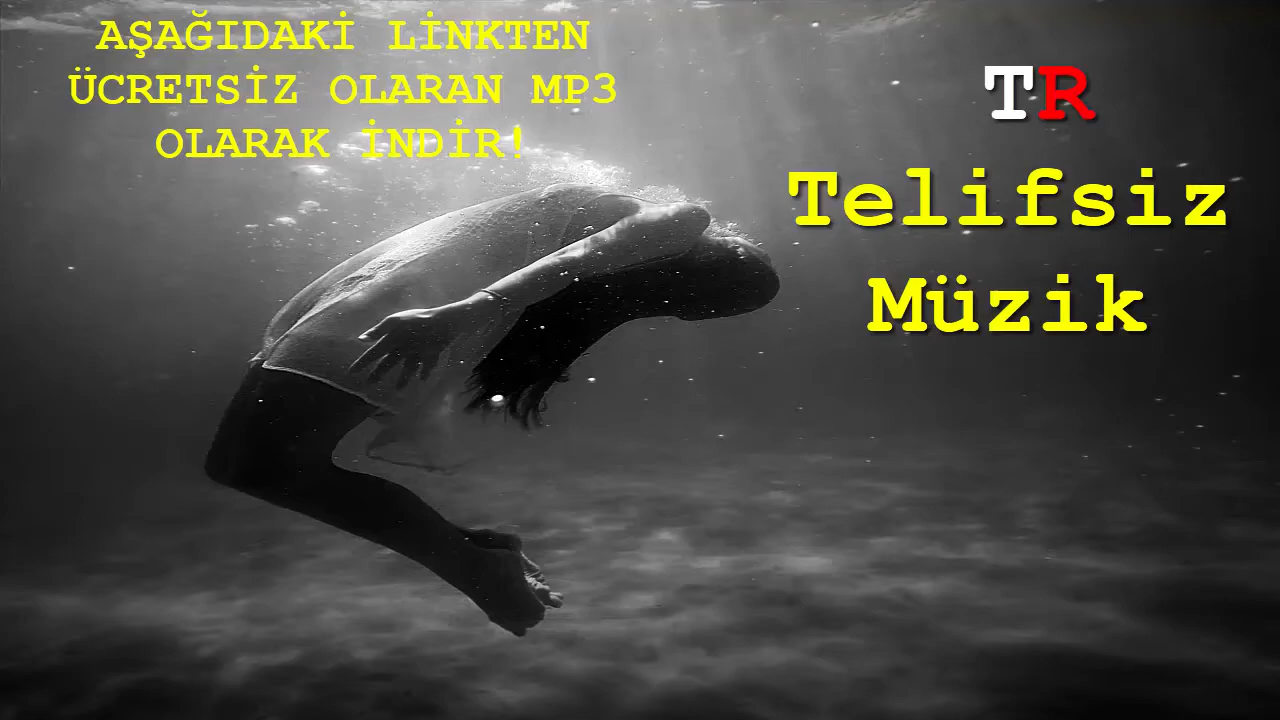 AŞAĞIDAKİ LİNKTEN
ÜCRETSİZ OLARAN MP3
OLARAK İNDİR!
TR
Telifsiz
Müzik